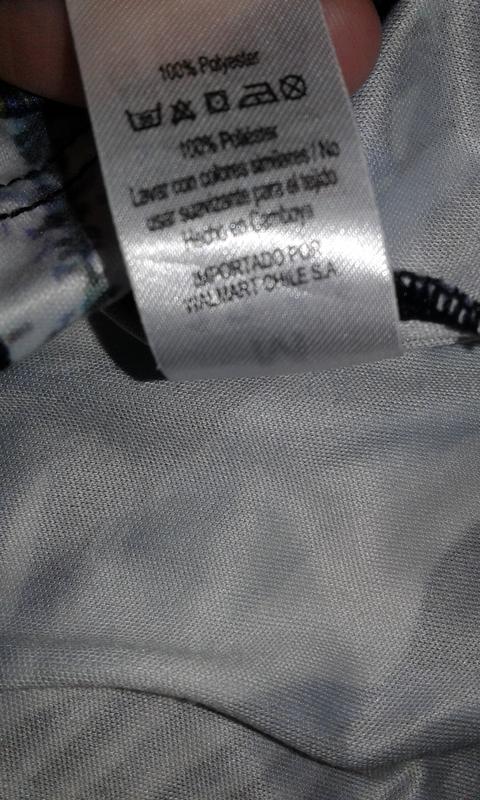 100% Polyester
100% Poliéster
Lavar con colores similares / No
usar suavizante para el tejido
Hecho en Camboya
IMPORTADO POR
WALMART CHILE S.A